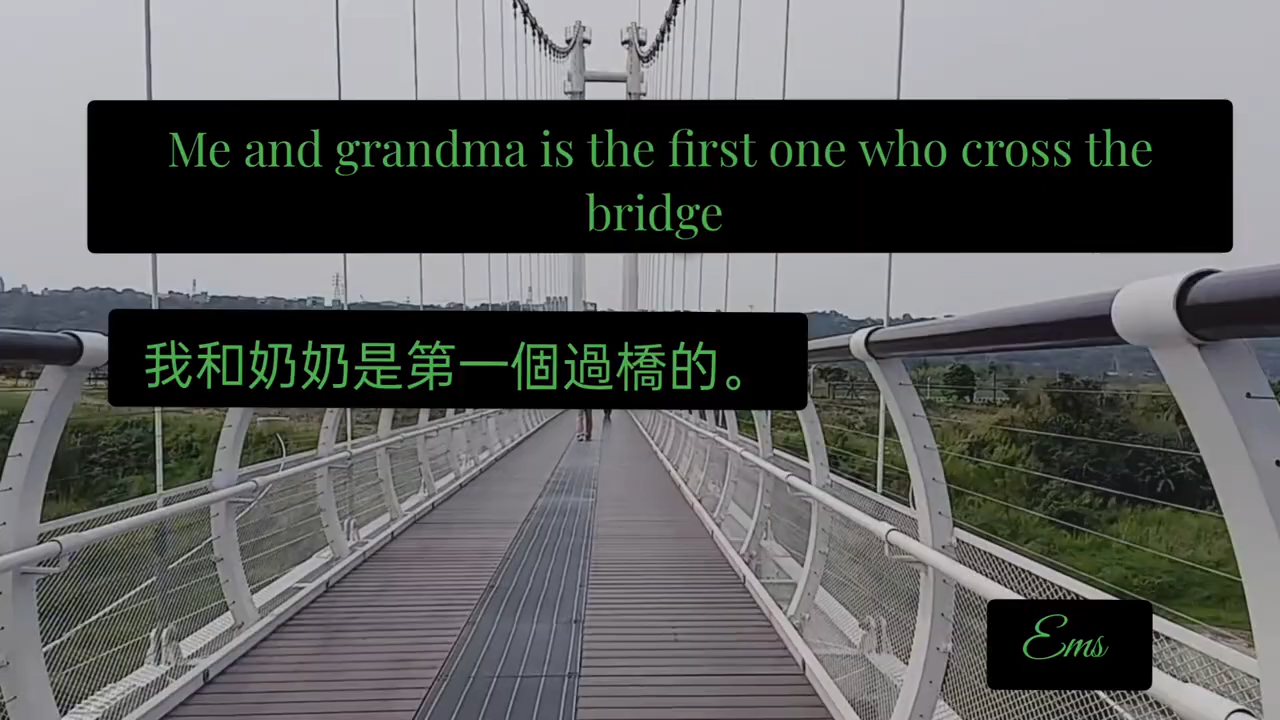 Me and grandma is the first one who cross the
bridge
我和奶奶是第一個過橋的。
Ems